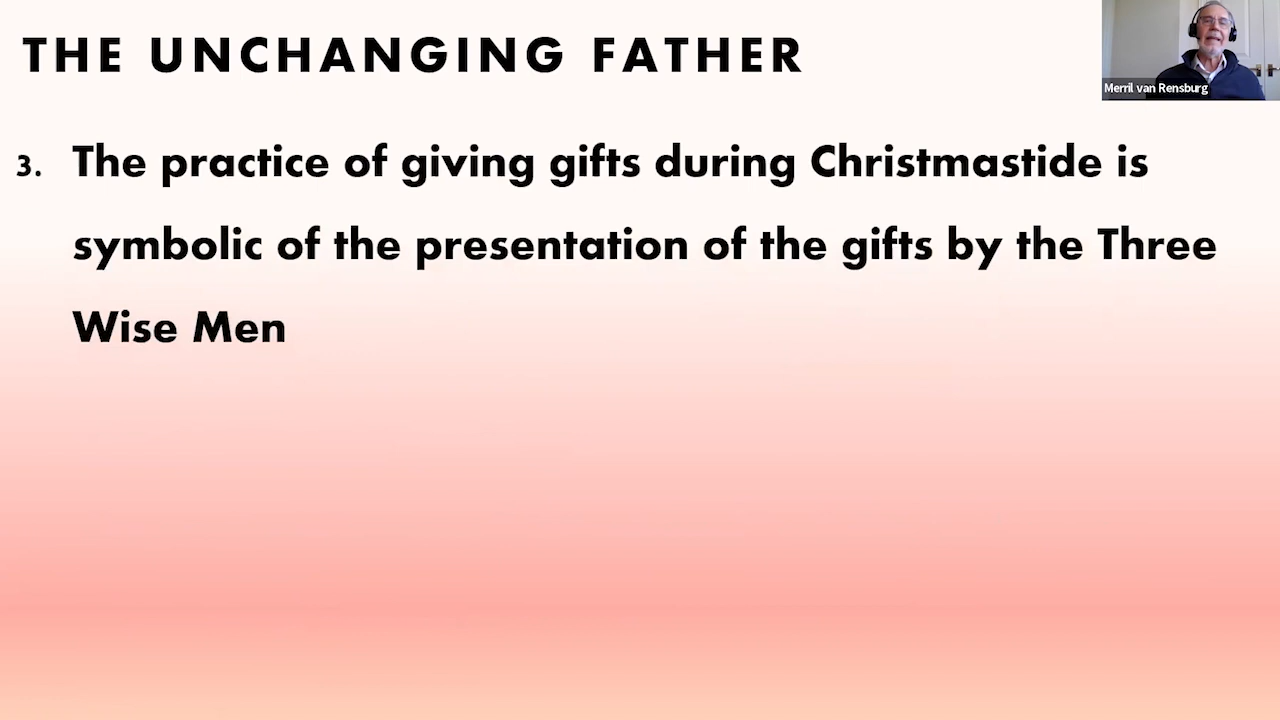 THE UNCHANGING FATHER
Merril van Rensburg
3. The practice of giving gifts during Christmastide is
symbolic of the presentation of the gifts by the Three
Wise Men